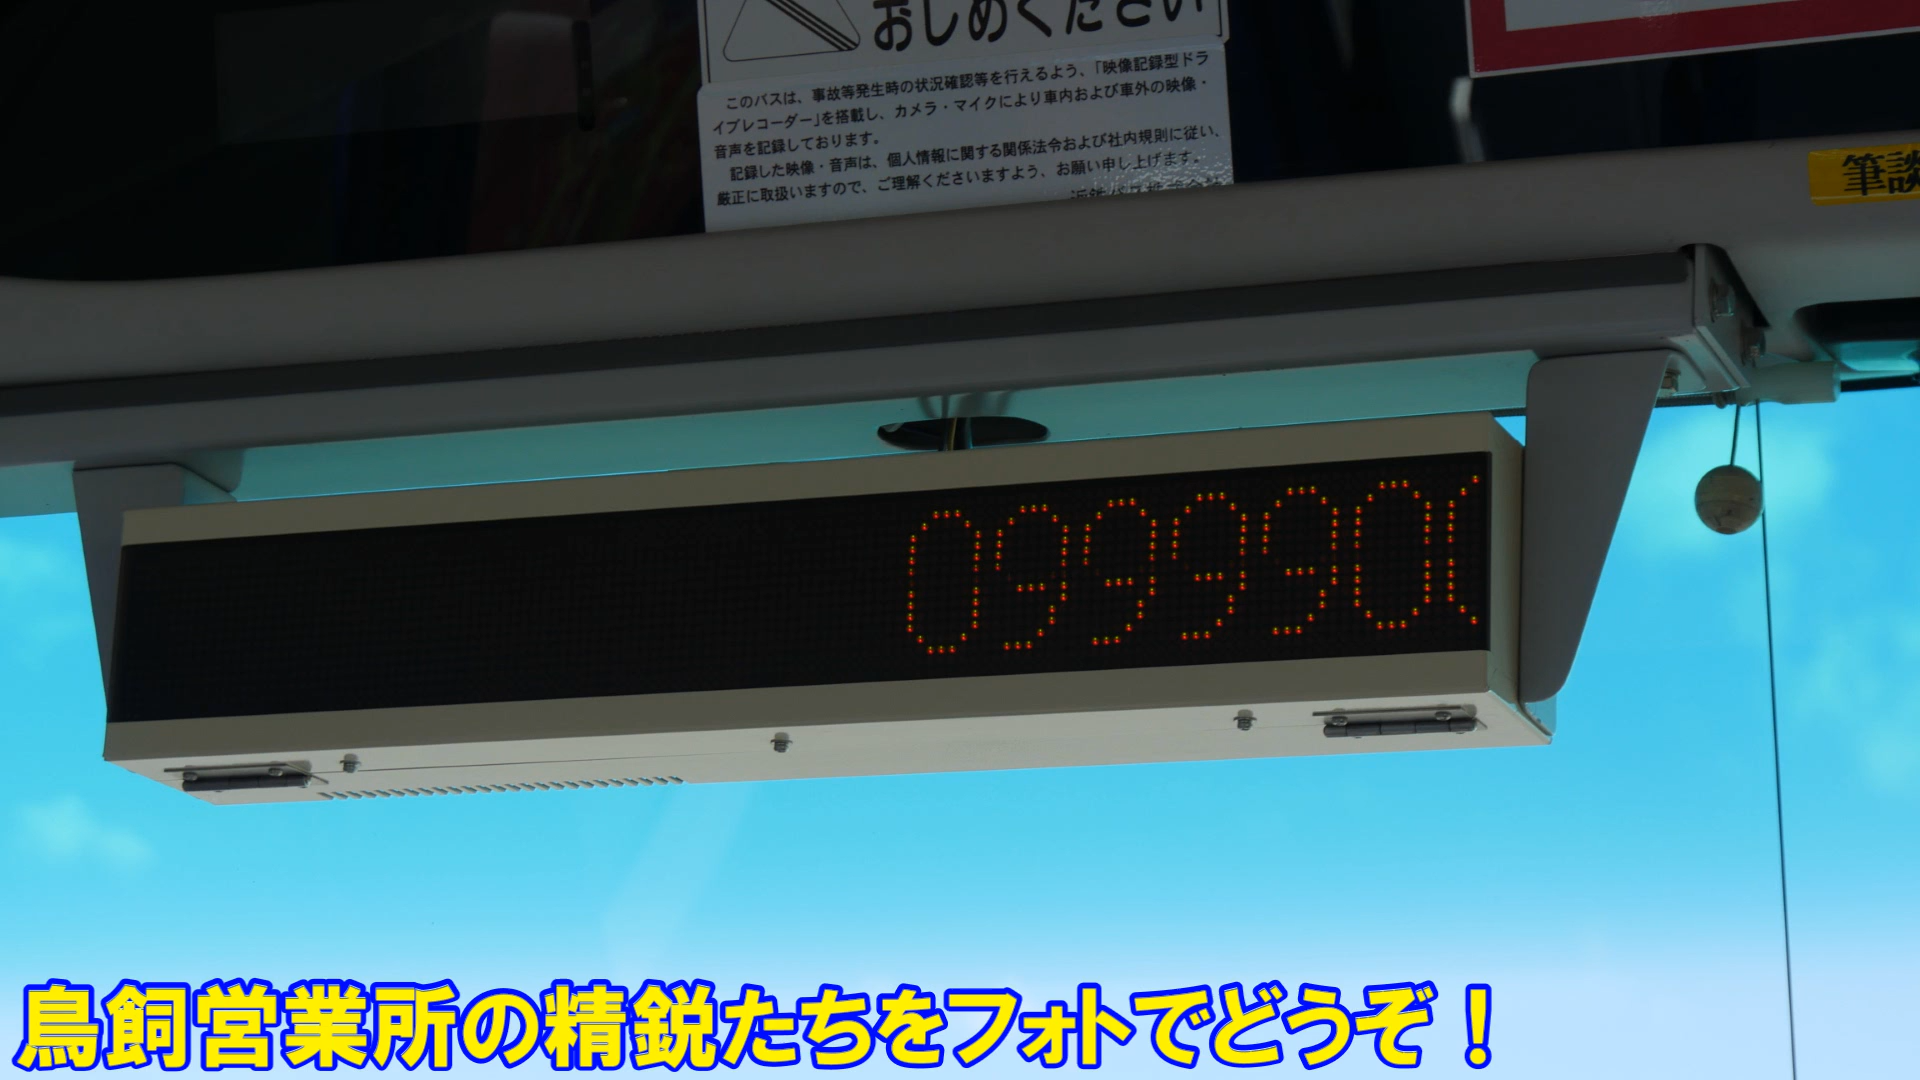 おしめください
このバスは、事故等発生時の状況確認等を行えるよう、「映像記録型ドラ
イブレコーダー」を搭載し、カメラ・マイクにより車内および車外の映像・
音声を記録しております。
記録した映像・音声は、個人情報に関する関係法令および社内規則に従い、
厳正に取扱いますので、ご理解くださいますよう、お願い申し上げます。
筆談
099990
鳥飼営業所の精鋭たちをフォトでどうぞ！